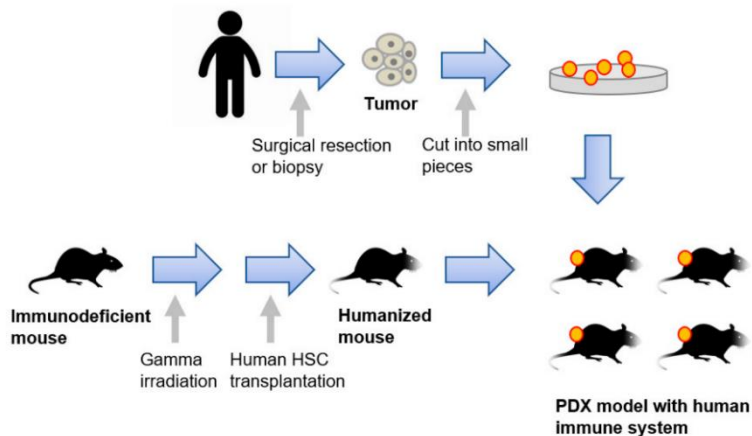 Tumor
Surgical resection
or biopsy
Cut into small
pieces
Immunodeficient
mouse
Humanized
mouse
Gamma
irradiation
Human HSC
transplantation
PDX model with human
immune system